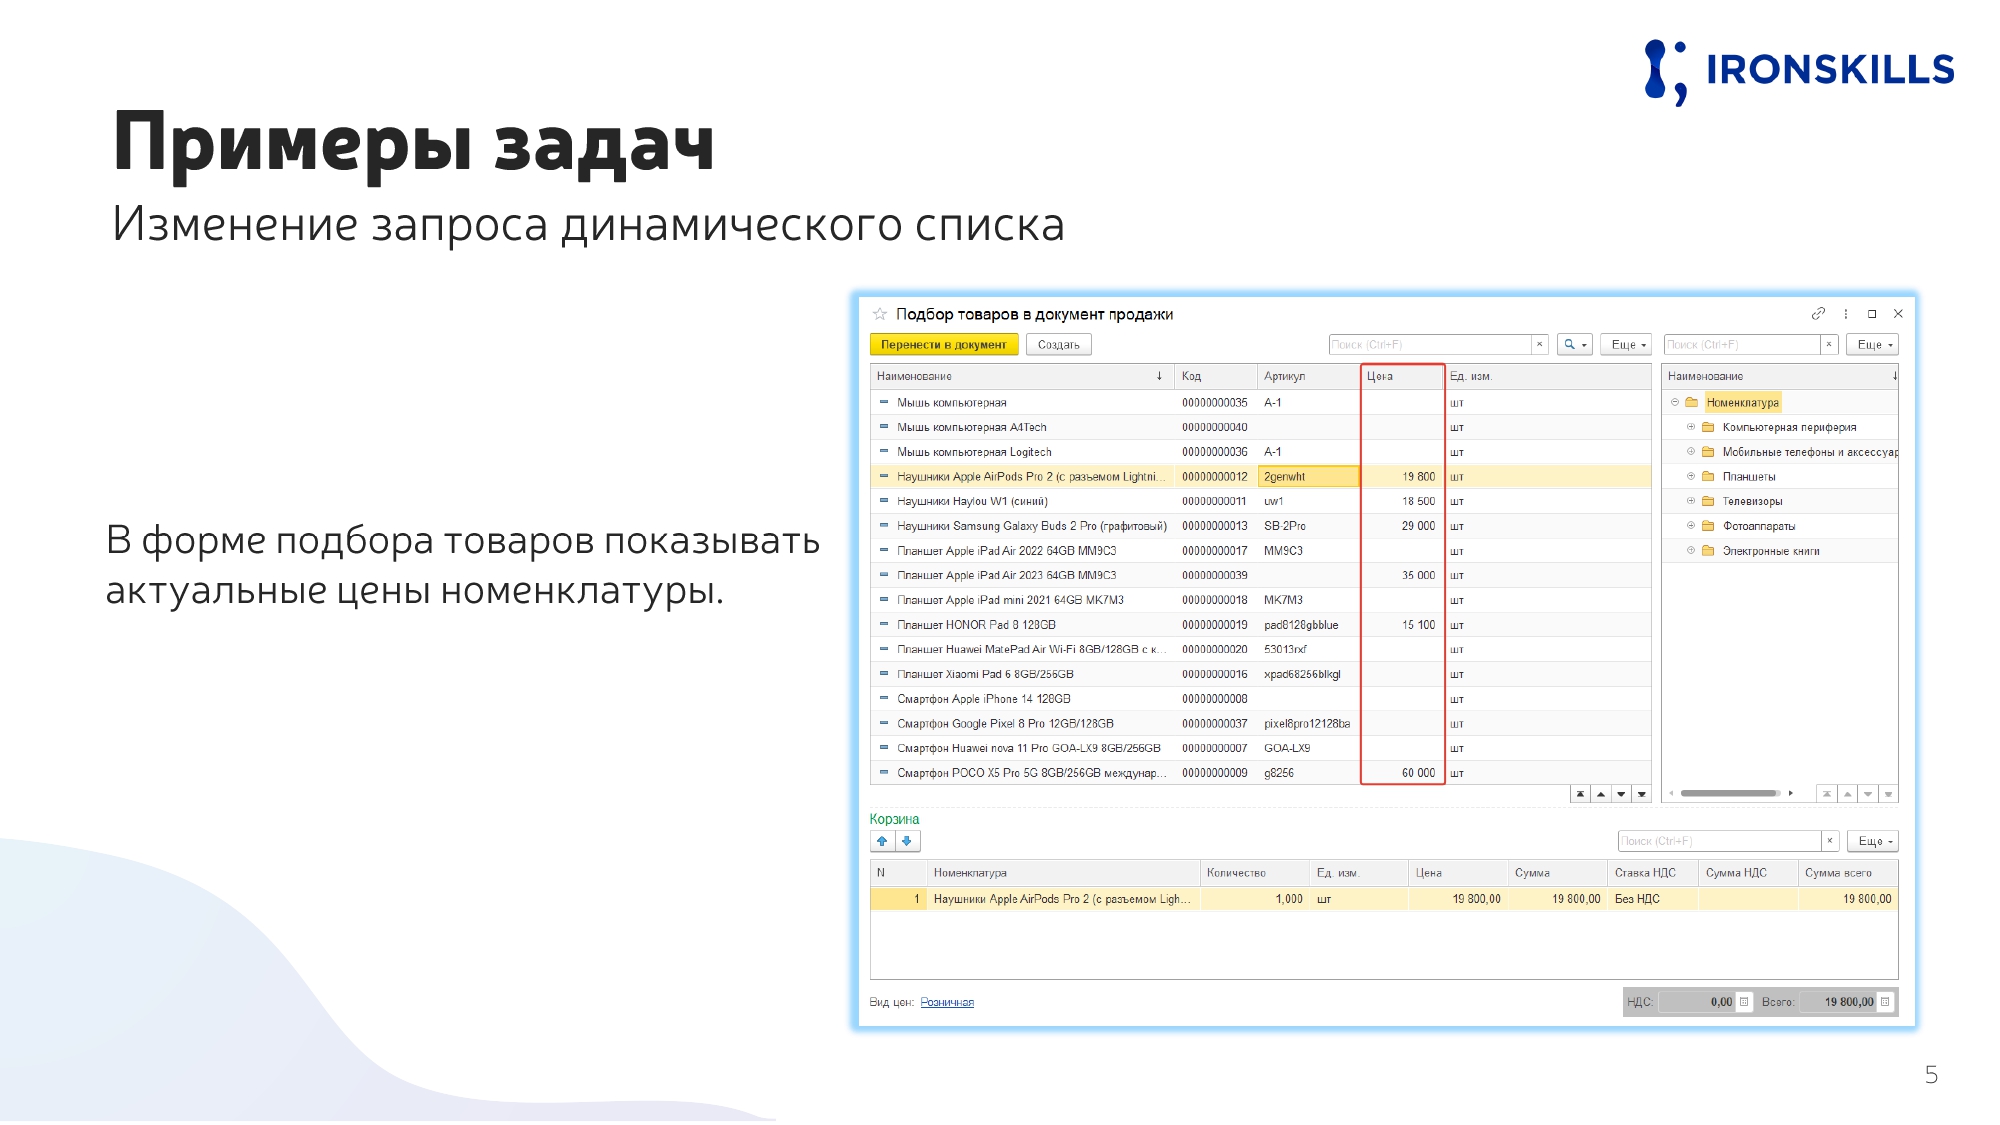 IRONSKILLS
Примеры задач
Изменение запроса динамического списка
В форме подбора товаров показывать
актуальные цены номенклатуры.
Подбор товаров в документ продажи
Перенести в документ Создать Поиск (Ctrl+F) × Еще Поиск (Ctrl+F) × Еще
Наименование ↓ Код Артикул Цена Ед. изм.
Мышь компьютерная 00000000035 А-1 шт
Мышь компьютерная A4Tech 00000000040 шт
Мышь компьютерная Logitech 00000000036 А-1 шт
Наушники Apple AirPods Pro 2 (с разъемом Lightni... 00000000012 2genwht 19 800 шт
Наушники Haylou W1 (синий) 00000000011 uw1 18 500 шт
Наушники Samsung Galaxy Buds 2 Pro (графитовый) 00000000013 SB-2Pro 29 000 шт
Планшет Apple iPad Air 2022 64GB MM9C3 00000000017 MM9C3 шт
Планшет Apple iPad Air 2023 64GB MM9C3 00000000039 35 000 шт
Планшет Apple iPad mini 2021 64GB MK7M3 00000000018 MK7M3 шт
Планшет HONOR Pad 8 128GB 00000000019 pad8128gbblue 15 100 шт
Планшет Huawei MatePad Air Wi-Fi 8GB/128GB с к... 00000000020 53013rxf шт
Планшет Xiaomi Pad 6 8GB/256GB 00000000016 xpad68256blkgl шт
Смартфон Apple iPhone 14 128GB 00000000008 шт
Смартфон Google Pixel 8 Pro 12GB/128GB 00000000037 pixel8pro12128ba шт
Смартфон Huawei nova 11 Pro GOA-LX9 8GB/256GB 00000000007 GOA-LX9 шт
Смартфон POCO X5 Pro 5G 8GB/256GB междунар... 00000000009 g8256 60 000 шт
Наименование ↓
Номенклатура
Компьютерная периферия
Мобильные телефоны и аксессуар
Планшеты
Телевизоры
Фотоаппараты
Электронные книги
Корзина
Поиск (Ctrl+F) × Еще
N Номенклатура Количество Ед. изм. Цена Сумма Ставка НДС Сумма НДС Сумма всего
1 Наушники Apple AirPods Pro 2 (с разъемом Ligh... 1,000 шт 19 800,00 19 800,00 Без НДС 19 800,00
Вид цен: Розничная НДС: 0,00 Всего: 19 800,00
5